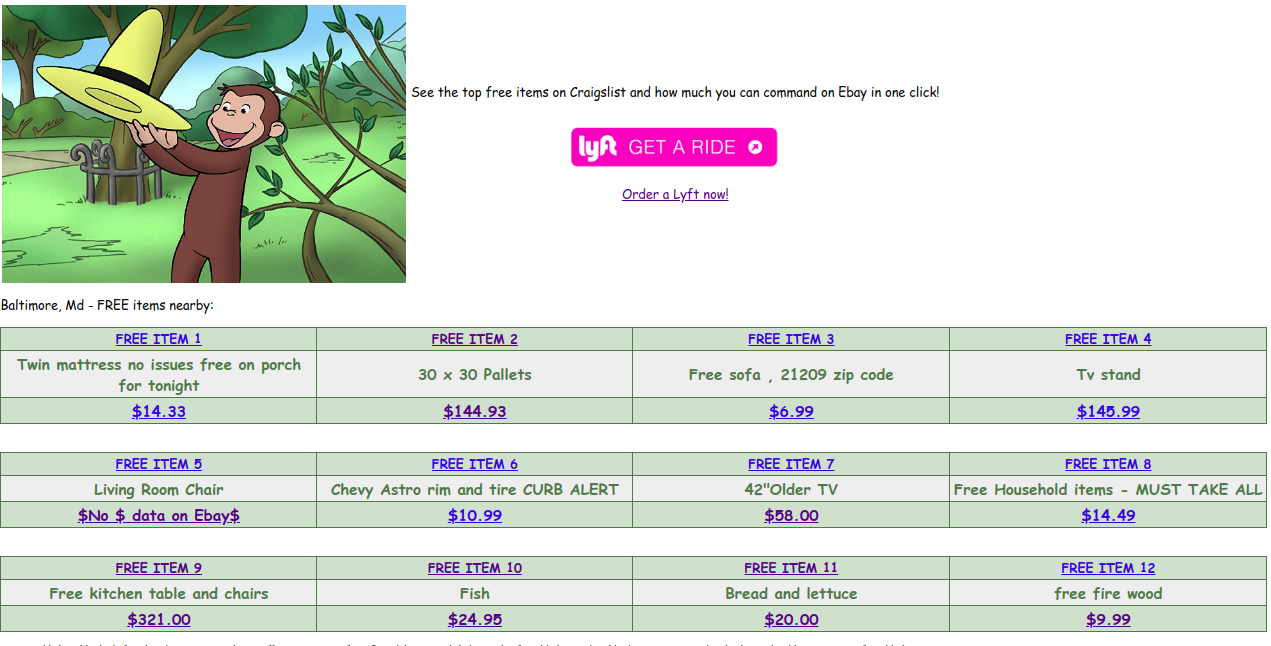 See the top free items on Craigslist and how much you can command on Ebay in one click!
lyft GET A RIDE
Order a Lyft now!
Baltimore, Md - FREE items nearby:
FREE ITEM 1 FREE ITEM 2 FREE ITEM 3 FREE ITEM 4
Twin mattress no issues free on porch
for tonight
30 x 30 Pallets Free sofa , 21209 zip code Tv stand
$14.33 $144.93 $6.99 $145.99
FREE ITEM 5 FREE ITEM 6 FREE ITEM 7 FREE ITEM 8
Living Room Chair Chevy Astro rim and tire CURB ALERT 42"Older TV Free Household items - MUST TAKE ALL
$No $ data on Ebay$ $10.99 $58.00 $14.49
FREE ITEM 9 FREE ITEM 10 FREE ITEM 11 FREE ITEM 12
Free kitchen table and chairs Fish Bread and lettuce free fire wood
$321.00 $24.95 $20.00 $9.99